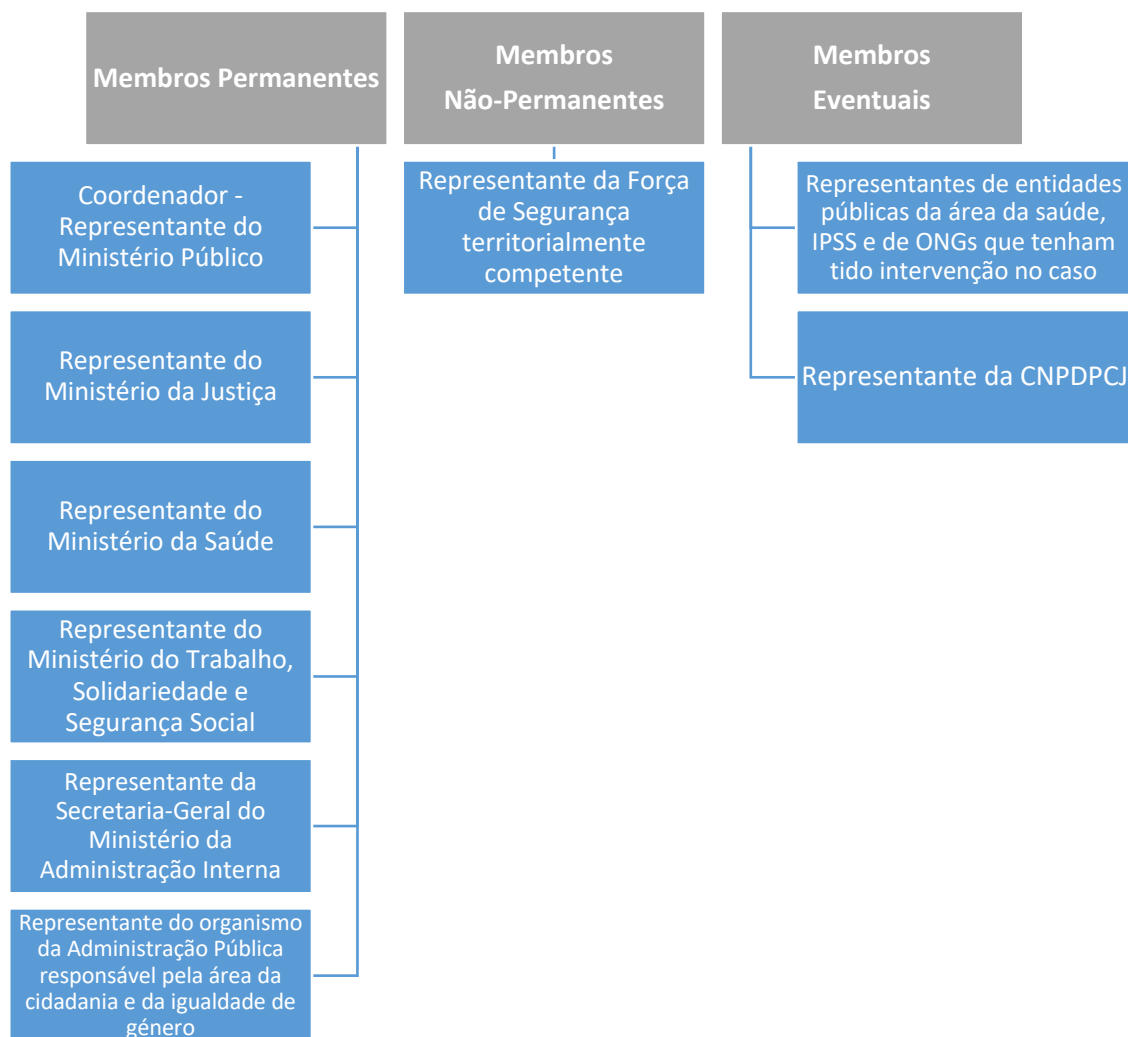 Membros Permanentes
Coordenador -
Representante do
Ministério Público
Representante do
Ministério da Justiça
Representante do
Ministério da Saúde
Representante do
Ministério do Trabalho,
Solidariedade e
Segurança Social
Representante da
Secretaria-Geral do
Ministério da
Administração Interna
Representante do organismo
da Administração Pública
responsável pela área da
cidadania e da igualdade de
género
Membros
Não-Permanentes
Representante da Força
de Segurança
territorialmente
competente
Membros
Eventuais
Representantes de entidades
públicas da área da saúde,
IPSS e de ONGs que tenham
tido intervenção no caso
Representante da CNPDPCJ